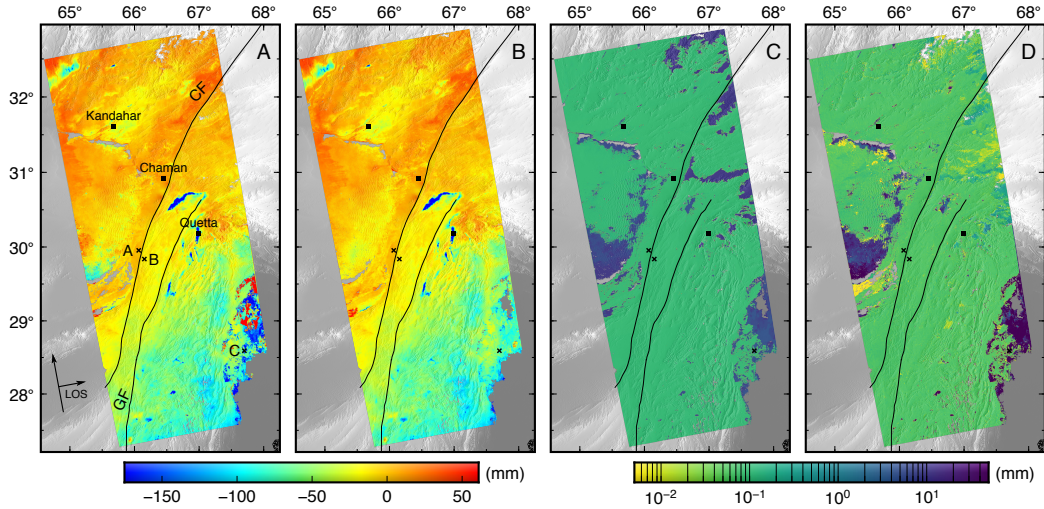 65° 66° 67° 68° 65° 66° 67° 68° 65° 66° 67° 68° 65° 66° 67° 68°
A B C D
32° CF
Kandahar
31° Chaman
Quetta
30° A
B
29°
C
LOS
28° GF
(mm) (mm)
−150 −100 −50 0 50 10⁻² 10⁻¹ 10⁰ 10¹